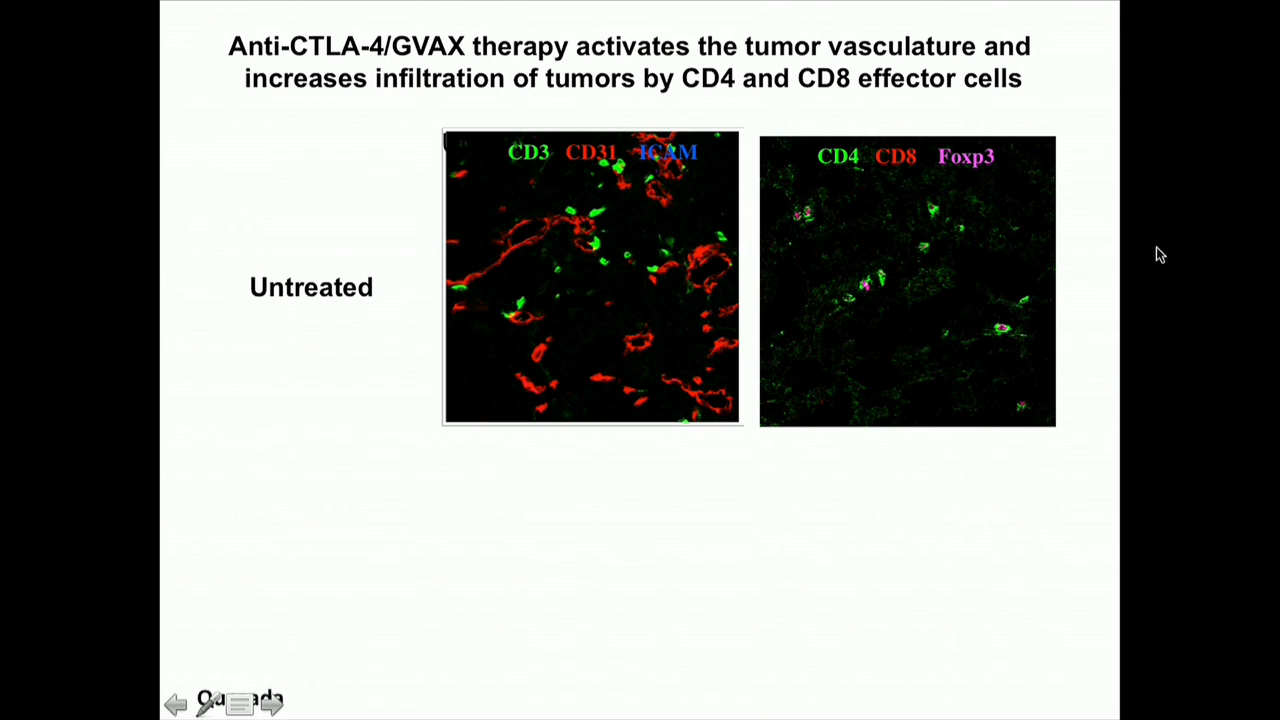 Anti-CTLA-4/GVAX therapy activates the tumor vasculature and
increases infiltration of tumors by CD4 and CD8 effector cells
CD3 CD31 ICAM
CD4 CD8 Foxp3
Untreated